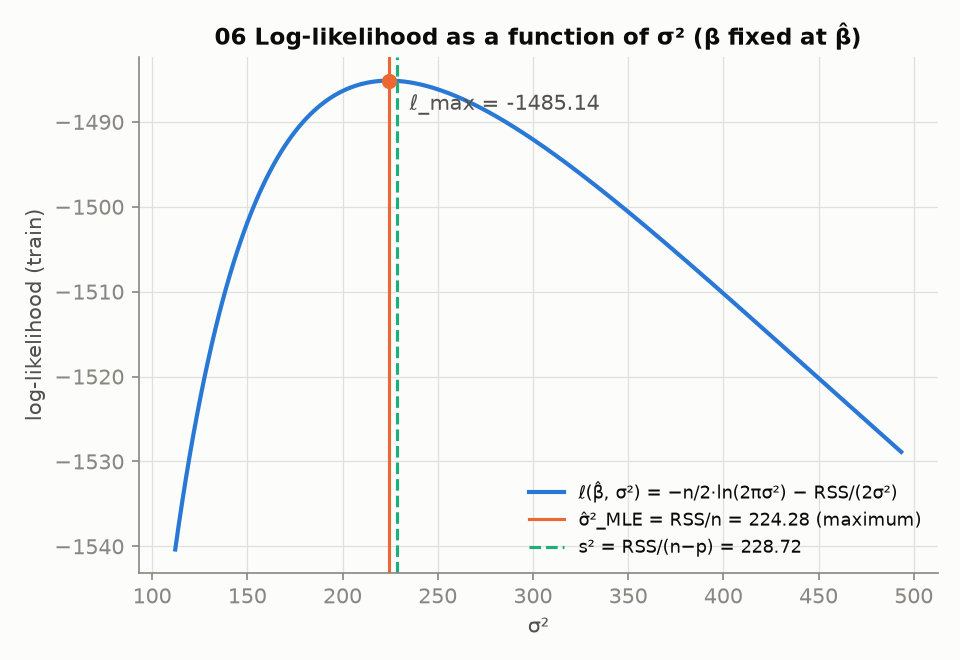 06 Log-likelihood as a function of σ² (β fixed at β̂)
ℓ_max = -1485.14
−1490
−1500
−1510
−1520
−1530
−1540
log-likelihood (train)
ℓ(β̂, σ²) = −n/2·ln(2πσ²) − RSS/(2σ²)
σ̂²_MLE = RSS/n = 224.28 (maximum)
s² = RSS/(n−p) = 228.72
100 150 200 250 300 350 400 450 500
σ²